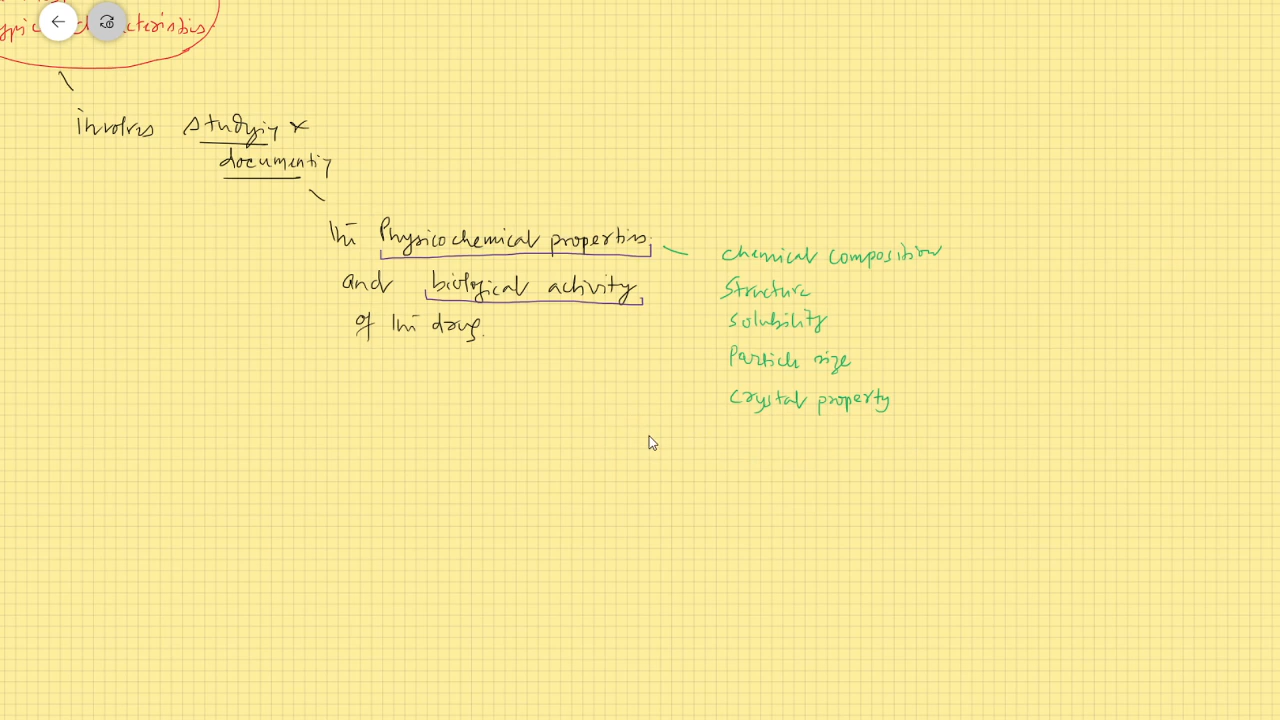 characteristics.
involves studying &
documenting
the Physicochemical properties
and biological activity
of the drug.
chemical composition
Structure
solubility
Particle size
Crystal property